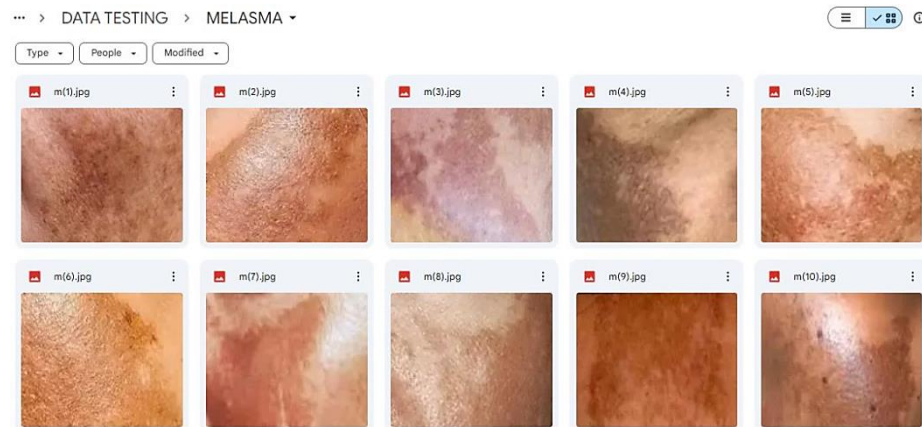 ... > DATA TESTING > MELASMA
Type People Modified
m(1).jpg m(2).jpg m(3).jpg m(4).jpg m(5).jpg
m(6).jpg m(7).jpg m(8).jpg m(9).jpg m(10).jpg